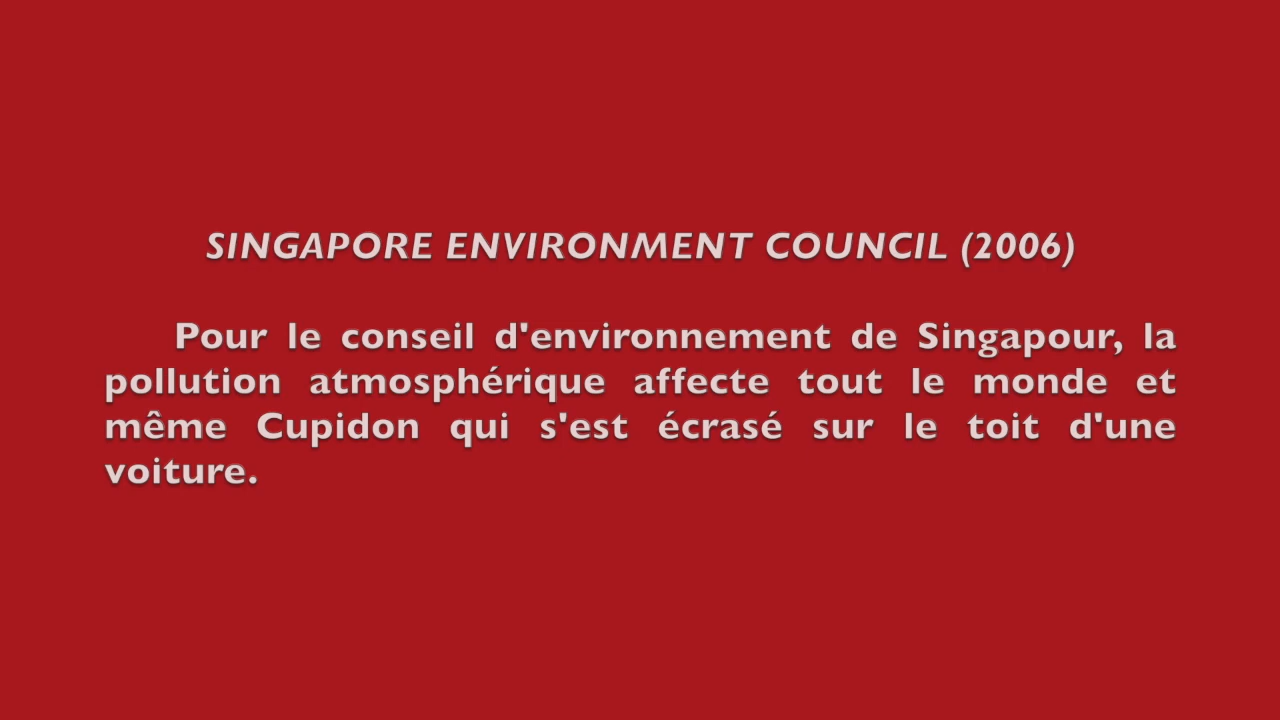 SINGAPORE ENVIRONMENT COUNCIL (2006)
Pour le conseil d'environnement de Singapour, la
pollution atmosphérique affecte tout le monde et
même Cupidon qui s'est écrasé sur le toit d'une
voiture.